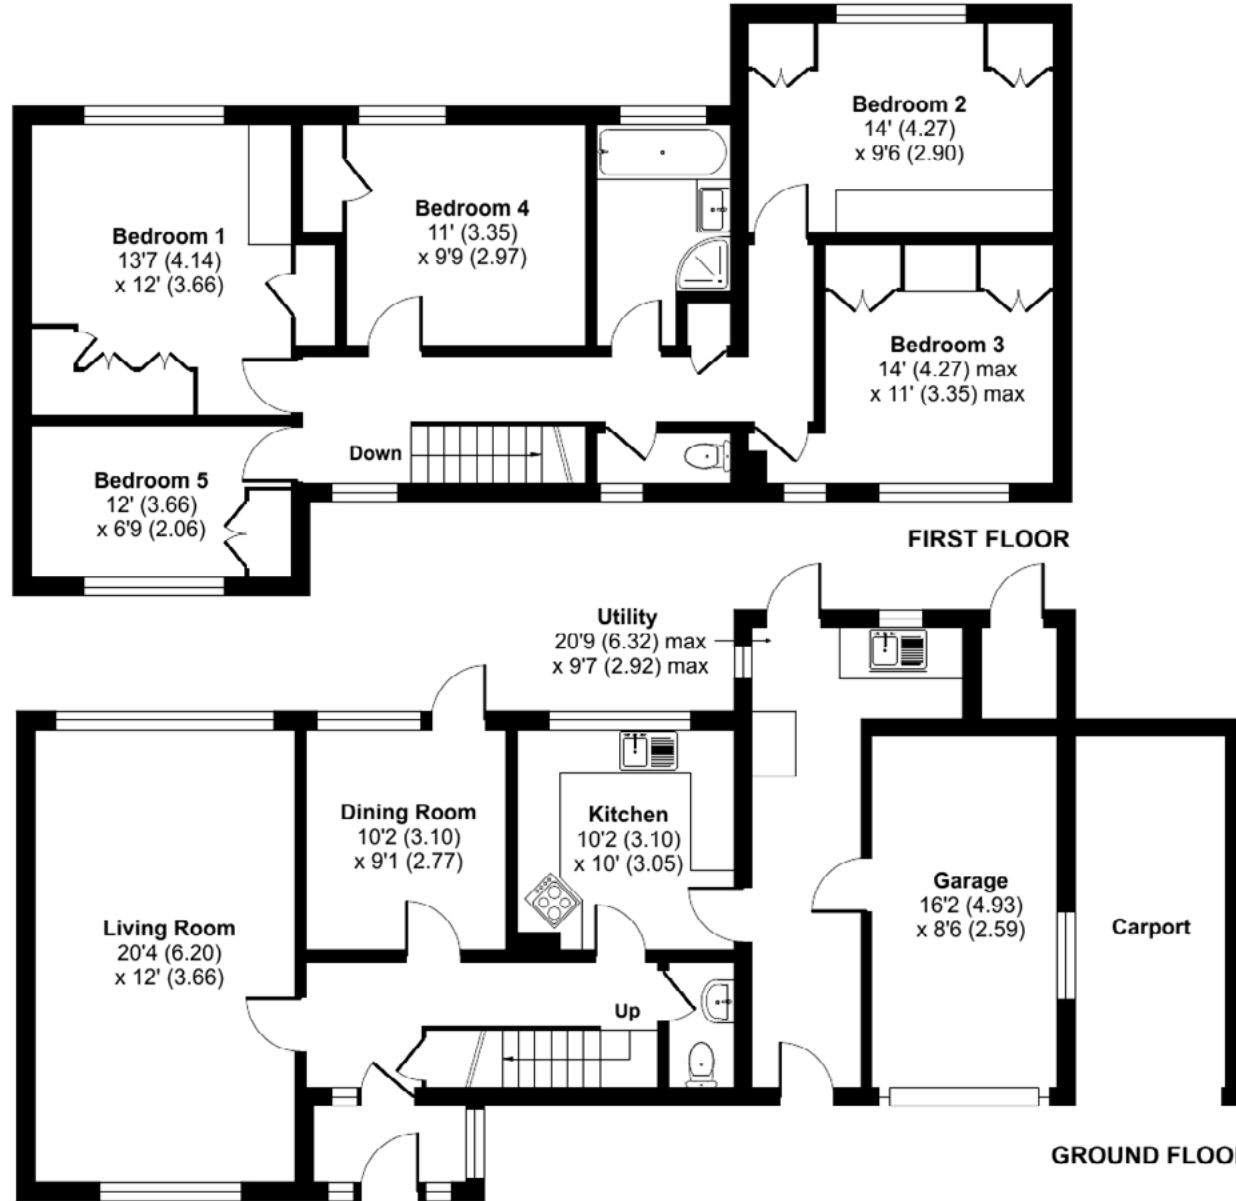 Bedroom 2
14' (4.27)
x 9'6 (2.90)
Bedroom 1
13'7 (4.14)
x 12' (3.66)
Bedroom 4
11' (3.35)
x 9'9 (2.97)
Bedroom 3
14' (4.27) max
x 11' (3.35) max
Down
Bedroom 5
12' (3.66)
x 6'9 (2.06)
FIRST FLOOR
Utility
20'9 (6.32) max
x 9'7 (2.92) max
Dining Room
10'2 (3.10)
x 9'1 (2.77)
Kitchen
10'2 (3.10)
x 10' (3.05)
Garage
16'2 (4.93)
x 8'6 (2.59)
Carport
Living Room
20'4 (6.20)
x 12' (3.66)
Up
GROUND FLOOR